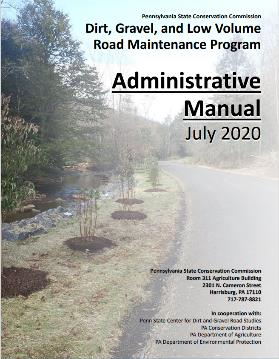 Pennsylvania State Conservation Commission
Dirt, Gravel, and Low Volume
Road Maintenance Program
Administrative
Manual
July 2020
Pennsylvania State Conservation Commission
Room 311 Agriculture Building
2301 N. Cameron Street
Harrisburg, PA 17110
717-787-8821
In cooperation with:
Penn State Center for Dirt and Gravel Road Studies
PA Conservation Districts
PA Department of Agriculture
PA Department of Environmental Protection